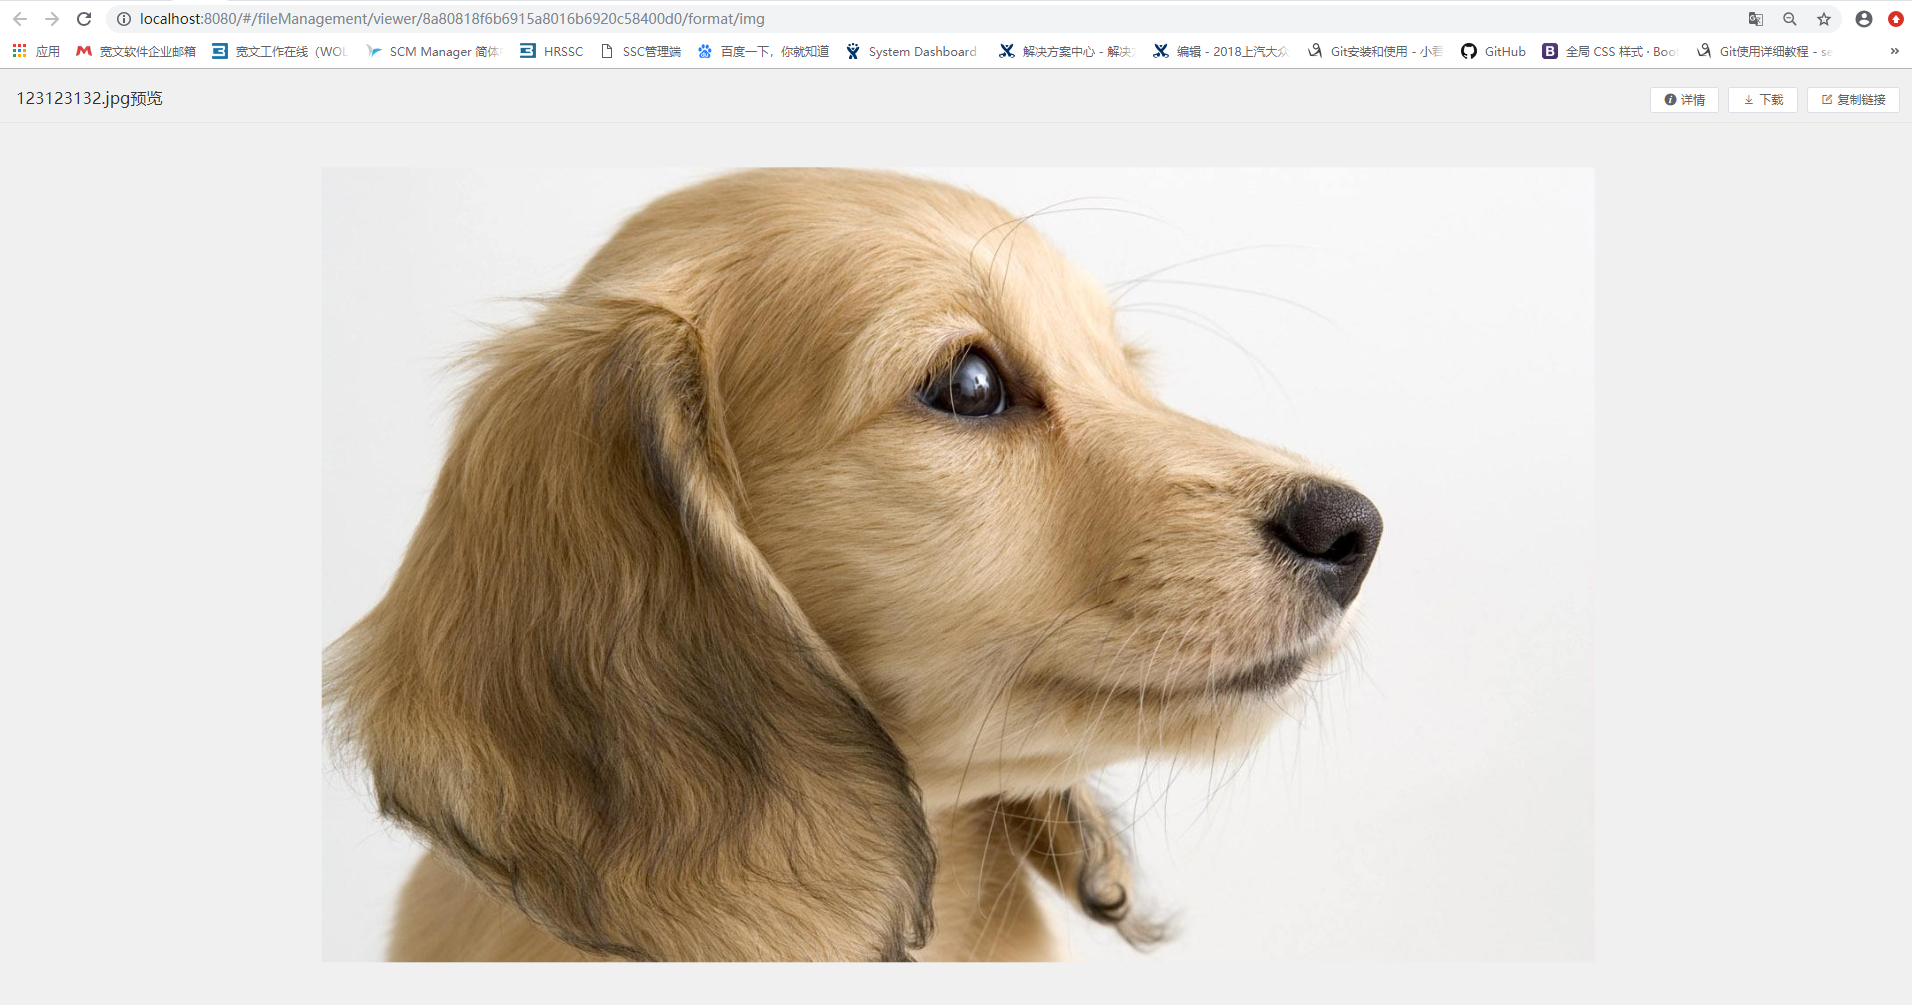 localhost:8080/#/fileManagement/viewer/8a80818f6b6915a8016b6920c58400d0/format/img
应用 宽文软件企业邮箱 宽文工作在线（WOL SCM Manager 简体 HRSSC SSC管理端 百度一下，你就知道 System Dashboard 解决方案中心 - 解决 编辑 - 2018上汽大众 Git安装和使用 - 小 GitHub 全局 CSS 样式 · Boo Git使用详细教程 - se »
123123132.jpg预览 详情 下载 复制链接